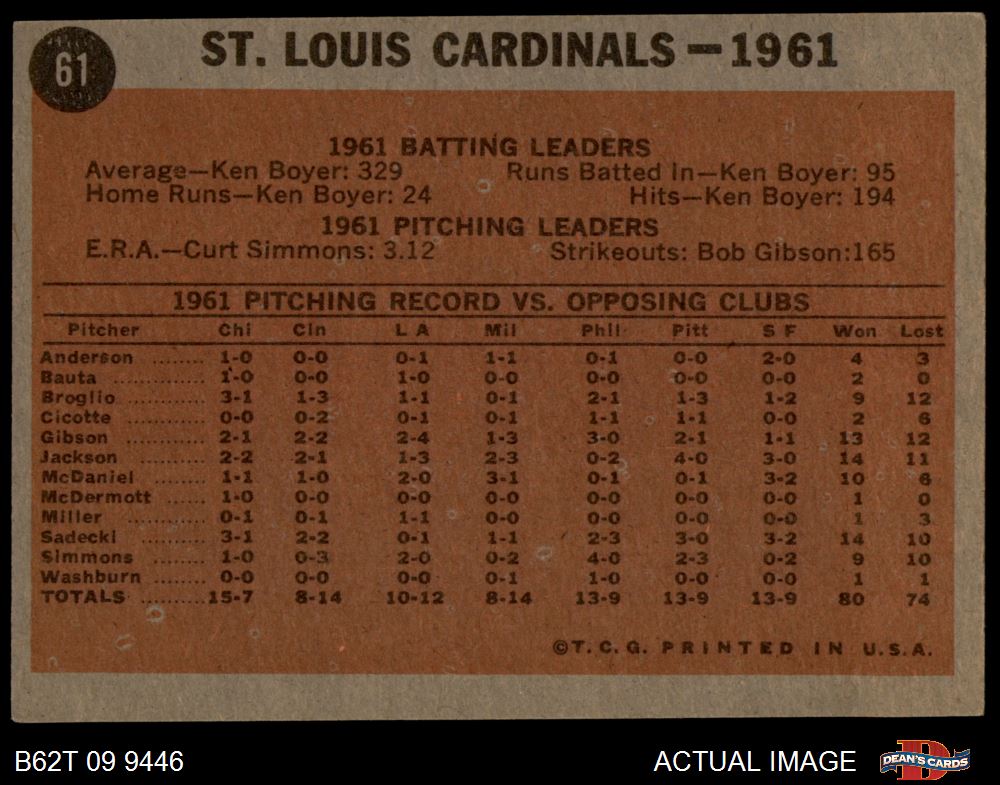 61
ST. LOUIS CARDINALS—1961
1961 BATTING LEADERS
Average—Ken Boyer: 329 Runs Batted In—Ken Boyer: 95
Home Runs—Ken Boyer: 24 Hits—Ken Boyer: 194
1961 PITCHING LEADERS
E.R.A.—Curt Simmons: 3.12 Strikeouts: Bob Gibson:165
1961 PITCHING RECORD VS. OPPOSING CLUBS
Pitcher Chi Cin L A Mil Phil Pitt S F Won Lost
Anderson ........ 1-0 0-0 0-1 1-1 0-1 0-0 2-0 4 3
Bauta ............. 1-0 0-0 1-0 0-0 0-0 0-0 0-0 2 0
Broglio ........... 3-1 1-3 1-1 0-1 2-1 1-3 1-2 9 12
Cicotte ........... 0-0 0-2 0-1 0-1 1-1 1-1 0-0 2 6
Gibson ........... 2-1 2-2 2-4 1-3 3-0 2-1 1-1 13 12
Jackson .......... 2-2 2-1 1-3 2-3 0-2 4-0 3-0 14 11
McDaniel ........ 1-1 1-0 2-0 3-1 0-1 0-1 3-2 10 6
McDermott ...... 1-0 0-0 0-0 0-0 0-0 0-0 0-0 1 0
Miller ............ 0-1 0-1 1-1 0-0 0-0 0-0 0-0 1 3
Sadecki .......... 3-1 2-2 0-1 1-1 2-3 3-0 3-2 14 10
Simmons ........ 1-0 0-3 2-0 0-2 4-0 2-3 0-2 9 10
Washburn ....... 0-0 0-0 0-0 0-1 1-0 0-0 0-0 1 1
TOTALS .......... 15-7 8-14 10-12 8-14 13-9 13-9 13-9 80 74
©T.C.G. PRINTED IN U.S.A.
B62T 09 9446 ACTUAL IMAGE D DEAN'S CARDS